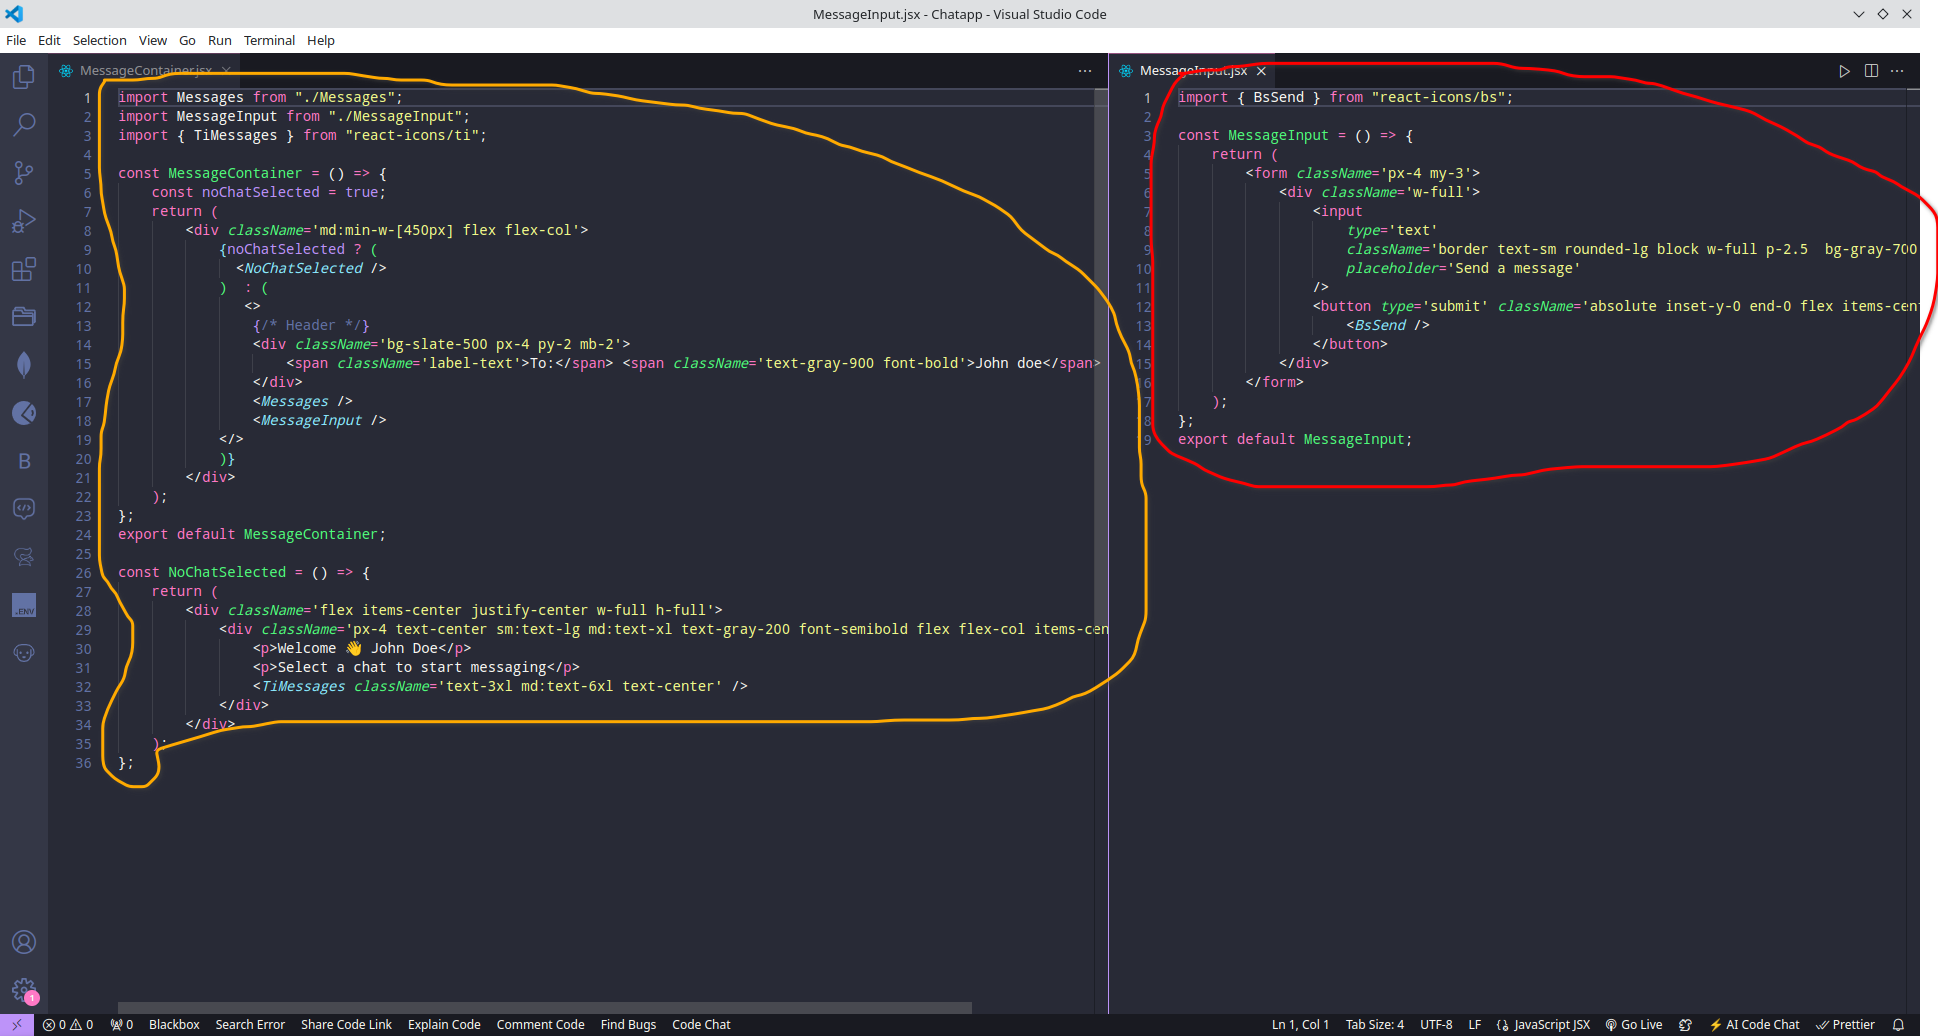 MessageInput.jsx - Chatapp - Visual Studio Code
File Edit Selection View Go Run Terminal Help
MessageContainer.jsx
1 import Messages from "./Messages";
2 import MessageInput from "./MessageInput";
3 import { TiMessages } from "react-icons/ti";
4
5 const MessageContainer = () => {
6 const noChatSelected = true;
7 return (
8 <div className='md:min-w-[450px] flex flex-col'>
9 {noChatSelected ? (
10 <NoChatSelected />
11 ) : (
12 <>
13 {/* Header */}
14 <div className='bg-slate-500 px-4 py-2 mb-2'>
15 <span className='label-text'>To:</span> <span className='text-gray-900 font-bold'>John doe</span>
16 </div>
17 <Messages />
18 <MessageInput />
19 </>
20 )}
21 </div>
22 );
23 };
24 export default MessageContainer;
25
26 const NoChatSelected = () => {
27 return (
28 <div className='flex items-center justify-center w-full h-full'>
29 <div className='px-4 text-center sm:text-lg md:text-xl text-gray-200 font-semibold flex flex-col items-cen
30 <p>Welcome 👋 John Doe</p>
31 <p>Select a chat to start messaging</p>
32 <TiMessages className='text-3xl md:text-6xl text-center' />
33 </div>
34 </div>
35 );
36 };
MessageInput.jsx
1 import { BsSend } from "react-icons/bs";
2
3 const MessageInput = () => {
4 return (
5 <form className='px-4 my-3'>
6 <div className='w-full'>
7 <input
8 type='text'
9 className='border text-sm rounded-lg block w-full p-2.5  bg-gray-700
10 placeholder='Send a message'
11 />
12 <button type='submit' className='absolute inset-y-0 end-0 flex items-cen
13 <BsSend />
14 </button>
15 </div>
16 </form>
7 );
8 };
9 export default MessageInput;
B
.ENV
1
0 0 0 Blackbox Search Error Share Code Link Explain Code Comment Code Find Bugs Code Chat Ln 1, Col 1 Tab Size: 4 UTF-8 LF JavaScript JSX Go Live AI Code Chat Prettier